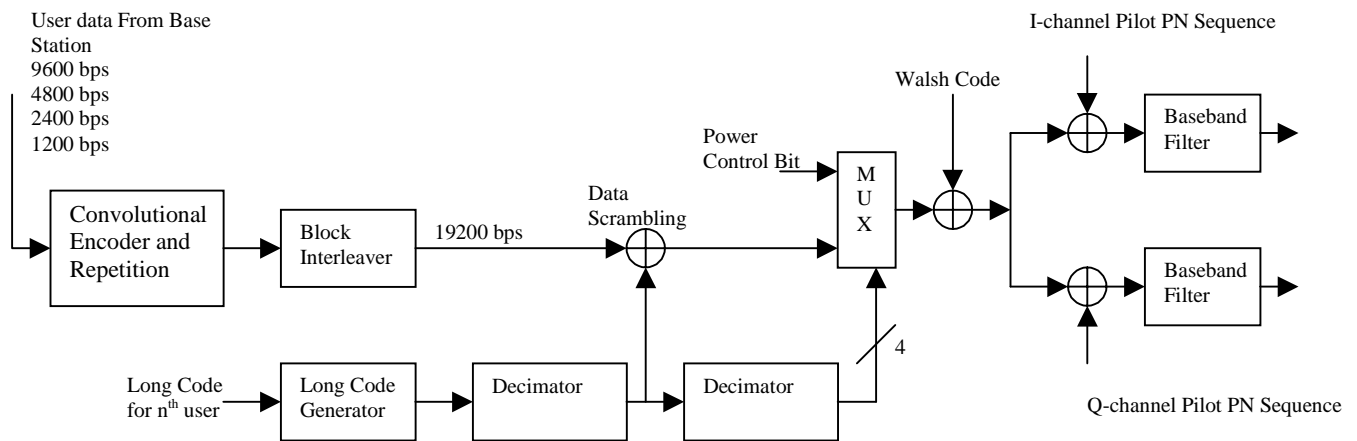 User data From Base
Station
9600 bps
4800 bps
2400 bps
1200 bps
I-channel Pilot PN Sequence
Walsh Code
Baseband
Filter
Power
Control Bit
M
U
X
Convolutional
Encoder and
Repetition
Block
Interleaver
19200 bps
Data
Scrambling
Baseband
Filter
4
Long Code
for nth user
Long Code
Generator
Decimator
Decimator
Q-channel Pilot PN Sequence